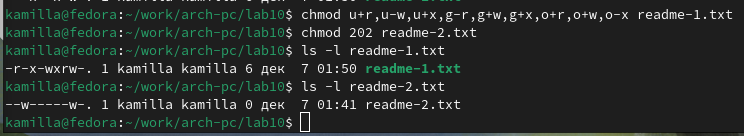 kamilla@fedora:~/work/arch-pc/lab10$ chmod u+r,u-w,u+x,g-r,g+w,g+x,o+r,o+w,o-x readme-1.txt
kamilla@fedora:~/work/arch-pc/lab10$ chmod 202 readme-2.txt
kamilla@fedora:~/work/arch-pc/lab10$ ls -l readme-1.txt
-r-x-wxrw-. 1 kamilla kamilla 6 дек  7 01:50 readme-1.txt
kamilla@fedora:~/work/arch-pc/lab10$ ls -l readme-2.txt
--w-----w-. 1 kamilla kamilla 0 дек  7 01:41 readme-2.txt
kamilla@fedora:~/work/arch-pc/lab10$